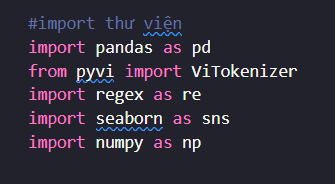 #import thư viện
import pandas as pd
from pyvi import ViTokenizer
import regex as re
import seaborn as sns
import numpy as np